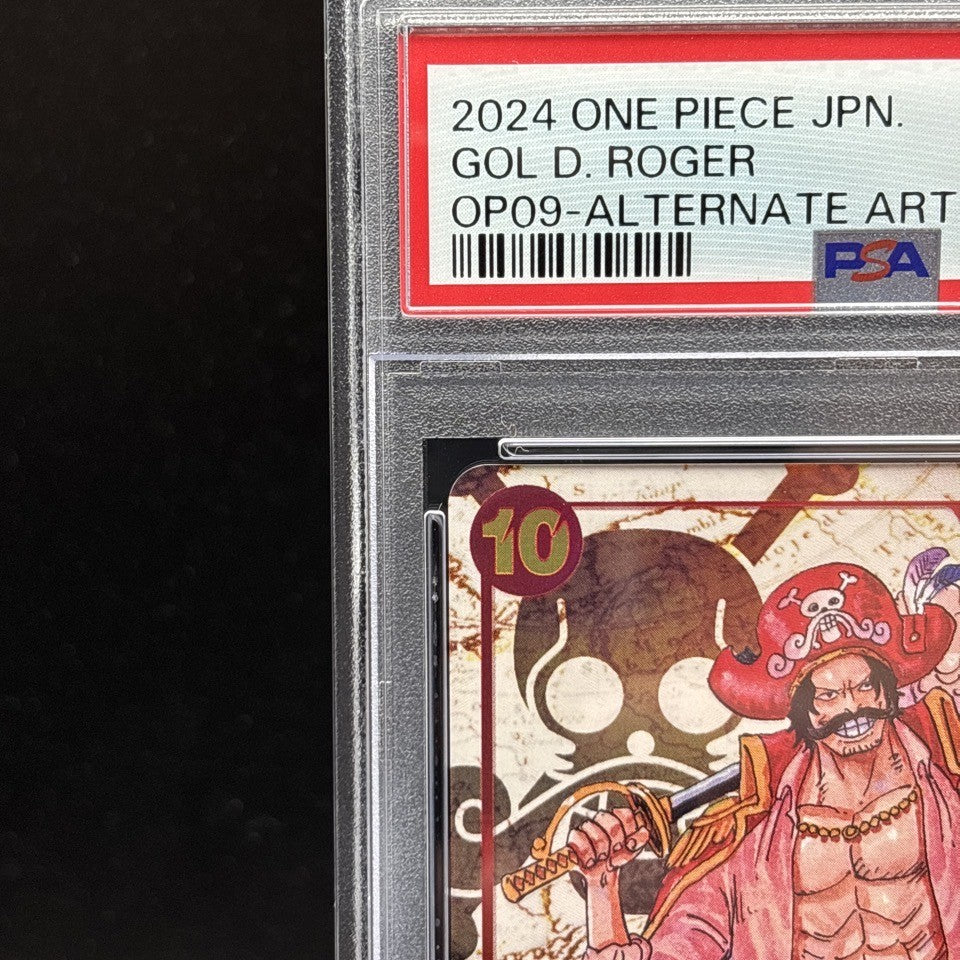 2024 ONE PIECE JPN.
GOL D. ROGER
OP09-ALTERNATE ART
PSA
10